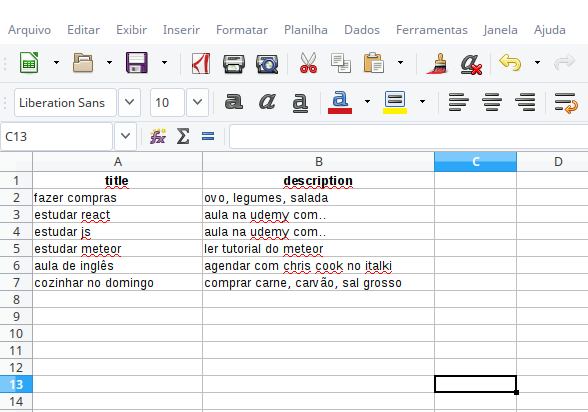 Arquivo Editar Exibir Inserir Formatar Planilha Dados Ferramentas Janela Ajuda
Liberation Sans 10 a a a
C13 fx Σ =
A B C D
1 title description
2 fazer compras ovo, legumes, salada
3 estudar react aula na udemy com..
4 estudar js aula na udemy com..
5 estudar meteor ler tutorial do meteor
6 aula de inglês agendar com chris cook no italki
7 cozinhar no domingo comprar carne, carvão, sal grosso
8
9
10
11
12
13
14